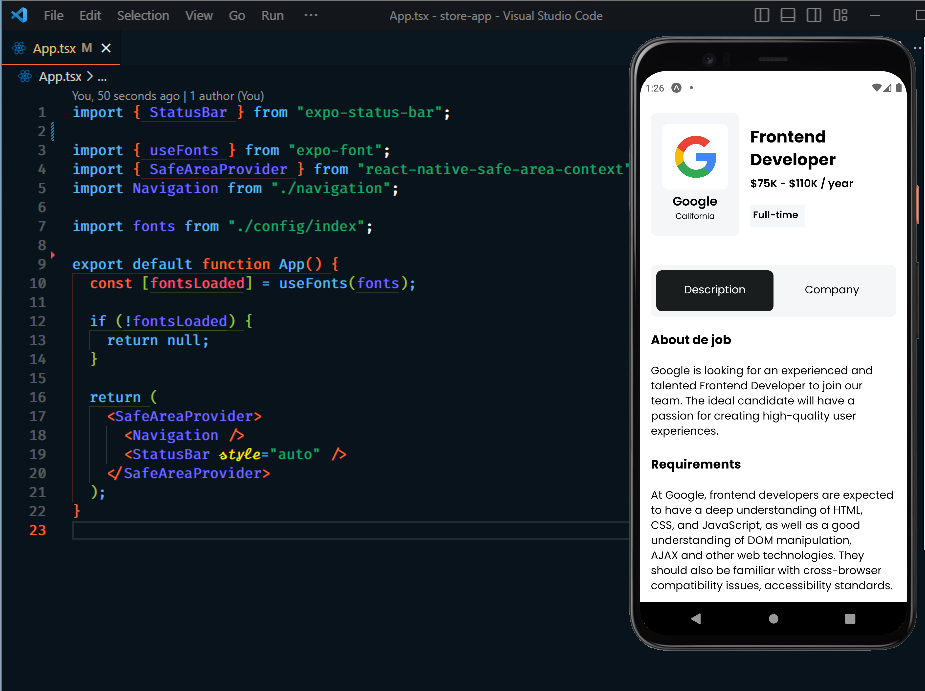 File Edit Selection View Go Run ··· App.tsx - store-app - Visual Studio Code
App.tsx M
App.tsx > ...
You, 50 seconds ago | 1 author (You)
1 import { StatusBar } from "expo-status-bar";
2
3 import { useFonts } from "expo-font";
4 import { SafeAreaProvider } from "react-native-safe-area-context"
5 import Navigation from "./navigation";
6
7 import fonts from "./config/index";
8
9 export default function App() {
10 const [fontsLoaded] = useFonts(fonts);
11
12 if (!fontsLoaded) {
13 return null;
14 }
15
16 return (
17 <SafeAreaProvider>
18 <Navigation />
19 <StatusBar style="auto" />
20 </SafeAreaProvider>
21 );
22 }
23
1:26
Google
California
Frontend
Developer
$75K - $110K / year
Full-time
Description Company
About de job
Google is looking for an experienced and
talented Frontend Developer to join our
team. The ideal candidate will have a
passion for creating high-quality user
experiences.
Requirements
At Google, frontend developers are expected
to have a deep understanding of HTML,
CSS, and JavaScript, as well as a good
understanding of DOM manipulation,
AJAX and other web technologies. They
should also be familiar with cross-browser
compatibility issues, accessibility standards.